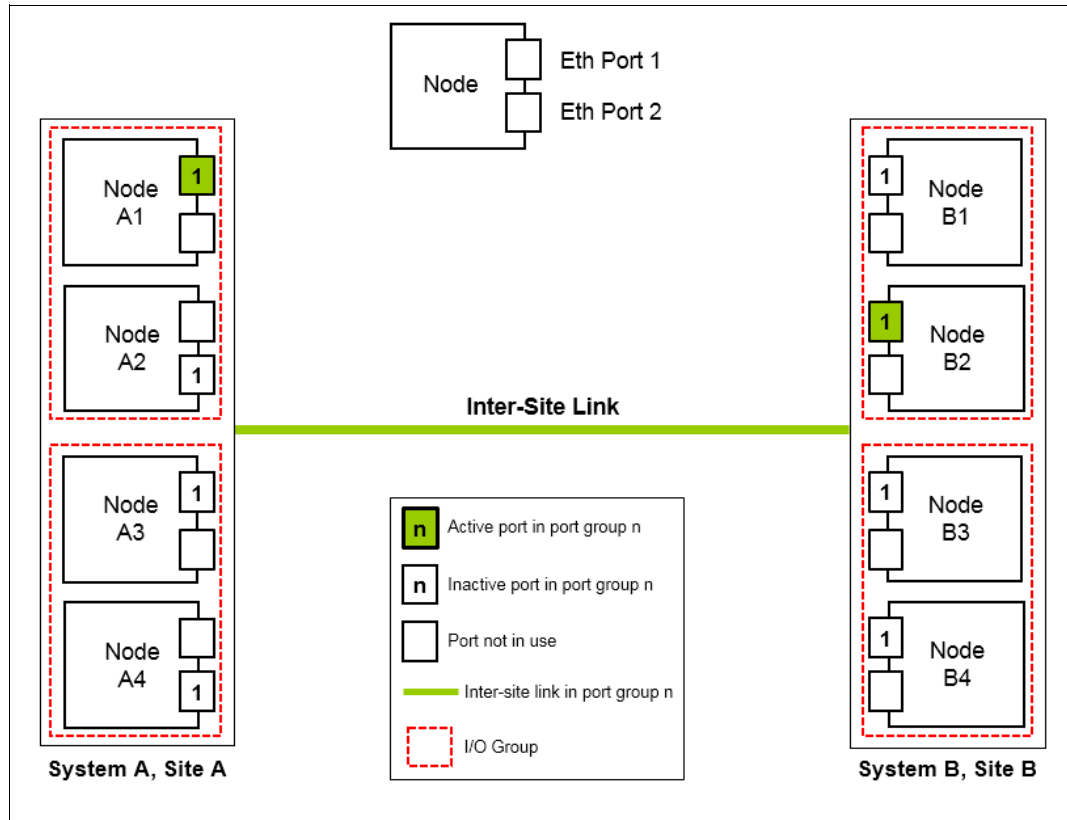 Node
Eth Port 1
Eth Port 2
Node
A1
1
Node
A2
1
Node
A3
1
Node
A4
1
System A, Site A
Inter-Site Link
n
Active port in port group n
n
Inactive port in port group n
Port not in use
Inter-site link in port group n
I/O Group
1
Node
B1
1
Node
B2
1
Node
B3
1
Node
B4
System B, Site B